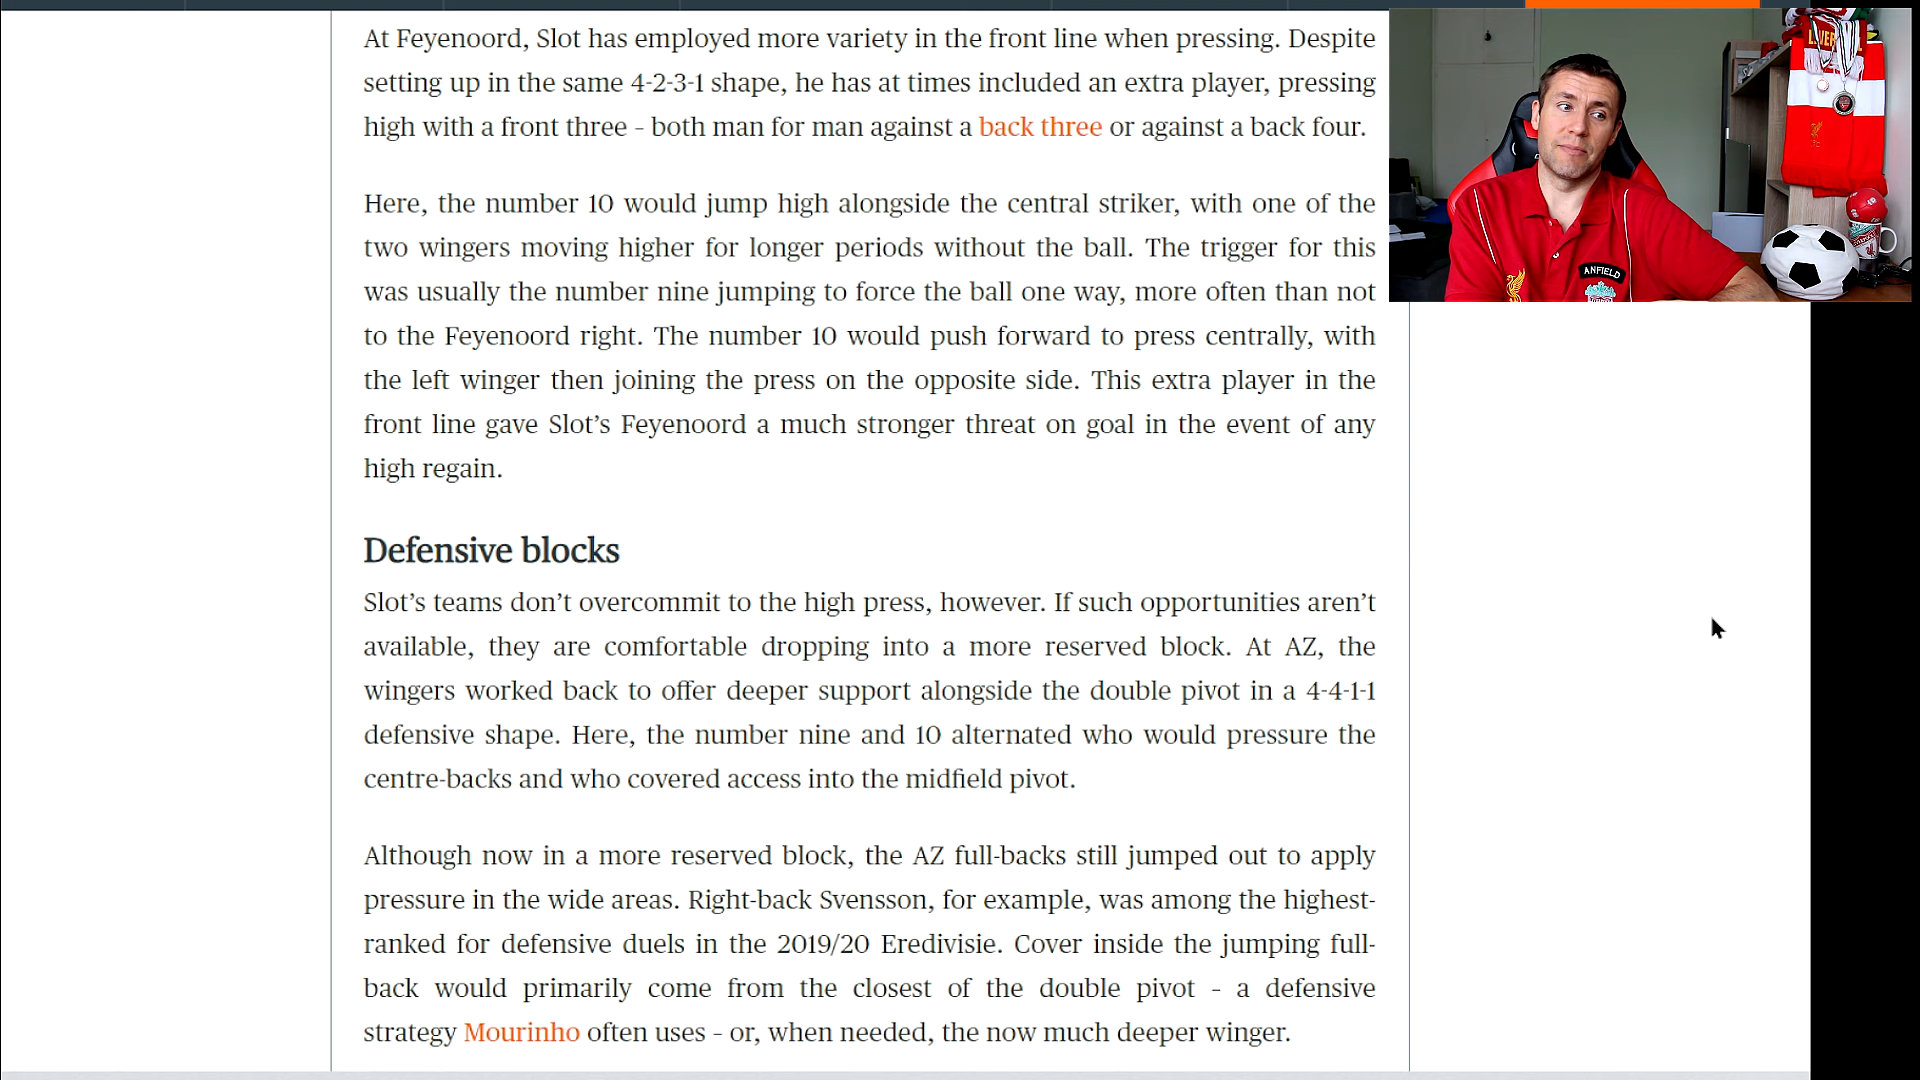 At Feyenoord, Slot has employed more variety in the front line when pressing. Despite
setting up in the same 4-2-3-1 shape, he has at times included an extra player, pressing
high with a front three - both man for man against a back three or against a back four.
Here, the number 10 would jump high alongside the central striker, with one of the
two wingers moving higher for longer periods without the ball. The trigger for this
was usually the number nine jumping to force the ball one way, more often than not
to the Feyenoord right. The number 10 would push forward to press centrally, with
the left winger then joining the press on the opposite side. This extra player in the
front line gave Slot’s Feyenoord a much stronger threat on goal in the event of any
high regain.
Defensive blocks
Slot’s teams don’t overcommit to the high press, however. If such opportunities aren’t
available, they are comfortable dropping into a more reserved block. At AZ, the
wingers worked back to offer deeper support alongside the double pivot in a 4-4-1-1
defensive shape. Here, the number nine and 10 alternated who would pressure the
centre-backs and who covered access into the midfield pivot.
Although now in a more reserved block, the AZ full-backs still jumped out to apply
pressure in the wide areas. Right-back Svensson, for example, was among the highest-
ranked for defensive duels in the 2019/20 Eredivisie. Cover inside the jumping full-
back would primarily come from the closest of the double pivot - a defensive
strategy Mourinho often uses - or, when needed, the now much deeper winger.
ANFIELD